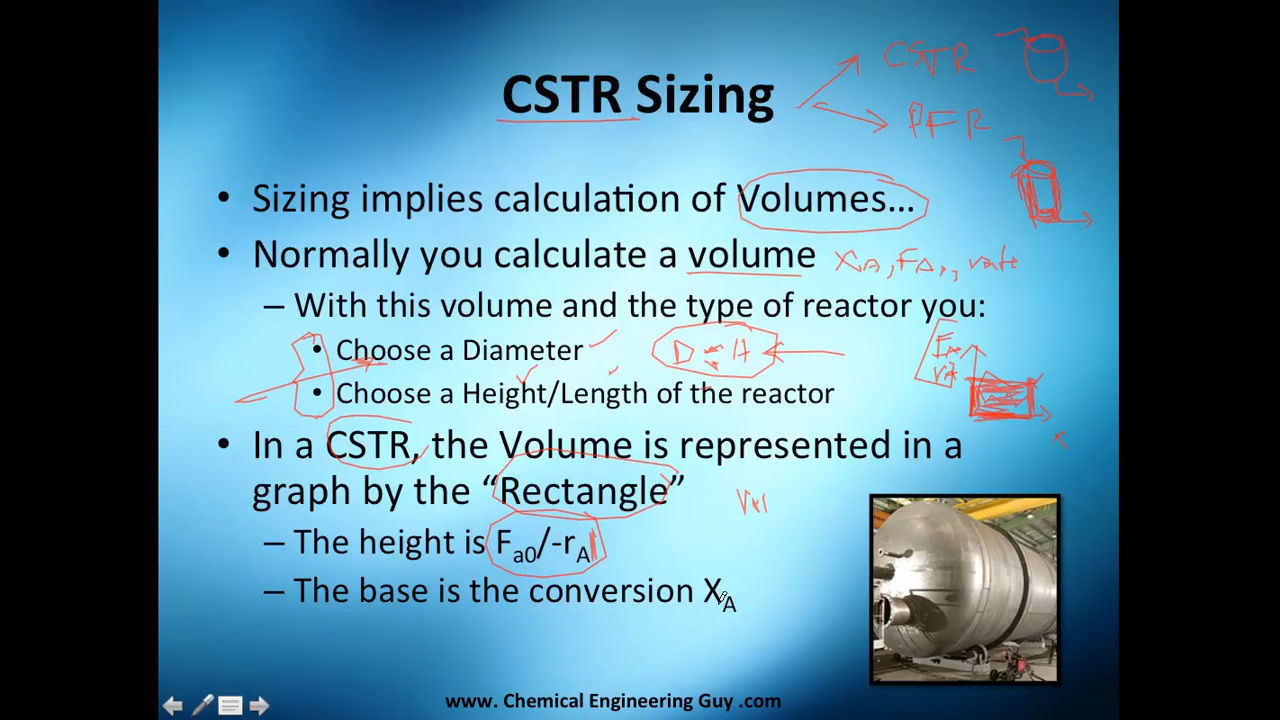 CSTR Sizing
CSTR
PFR
• Sizing implies calculation of Volumes…
• Normally you calculate a volume
XA, FA0, rate
– With this volume and the type of reactor you:
• Choose a Diameter
D = H
• Choose a Height/Length of the reactor
• In a CSTR, the Volume is represented in a
graph by the “Rectangle”
– The height is Fa0/-rA
– The base is the conversion XA
www. Chemical Engineering Guy .com